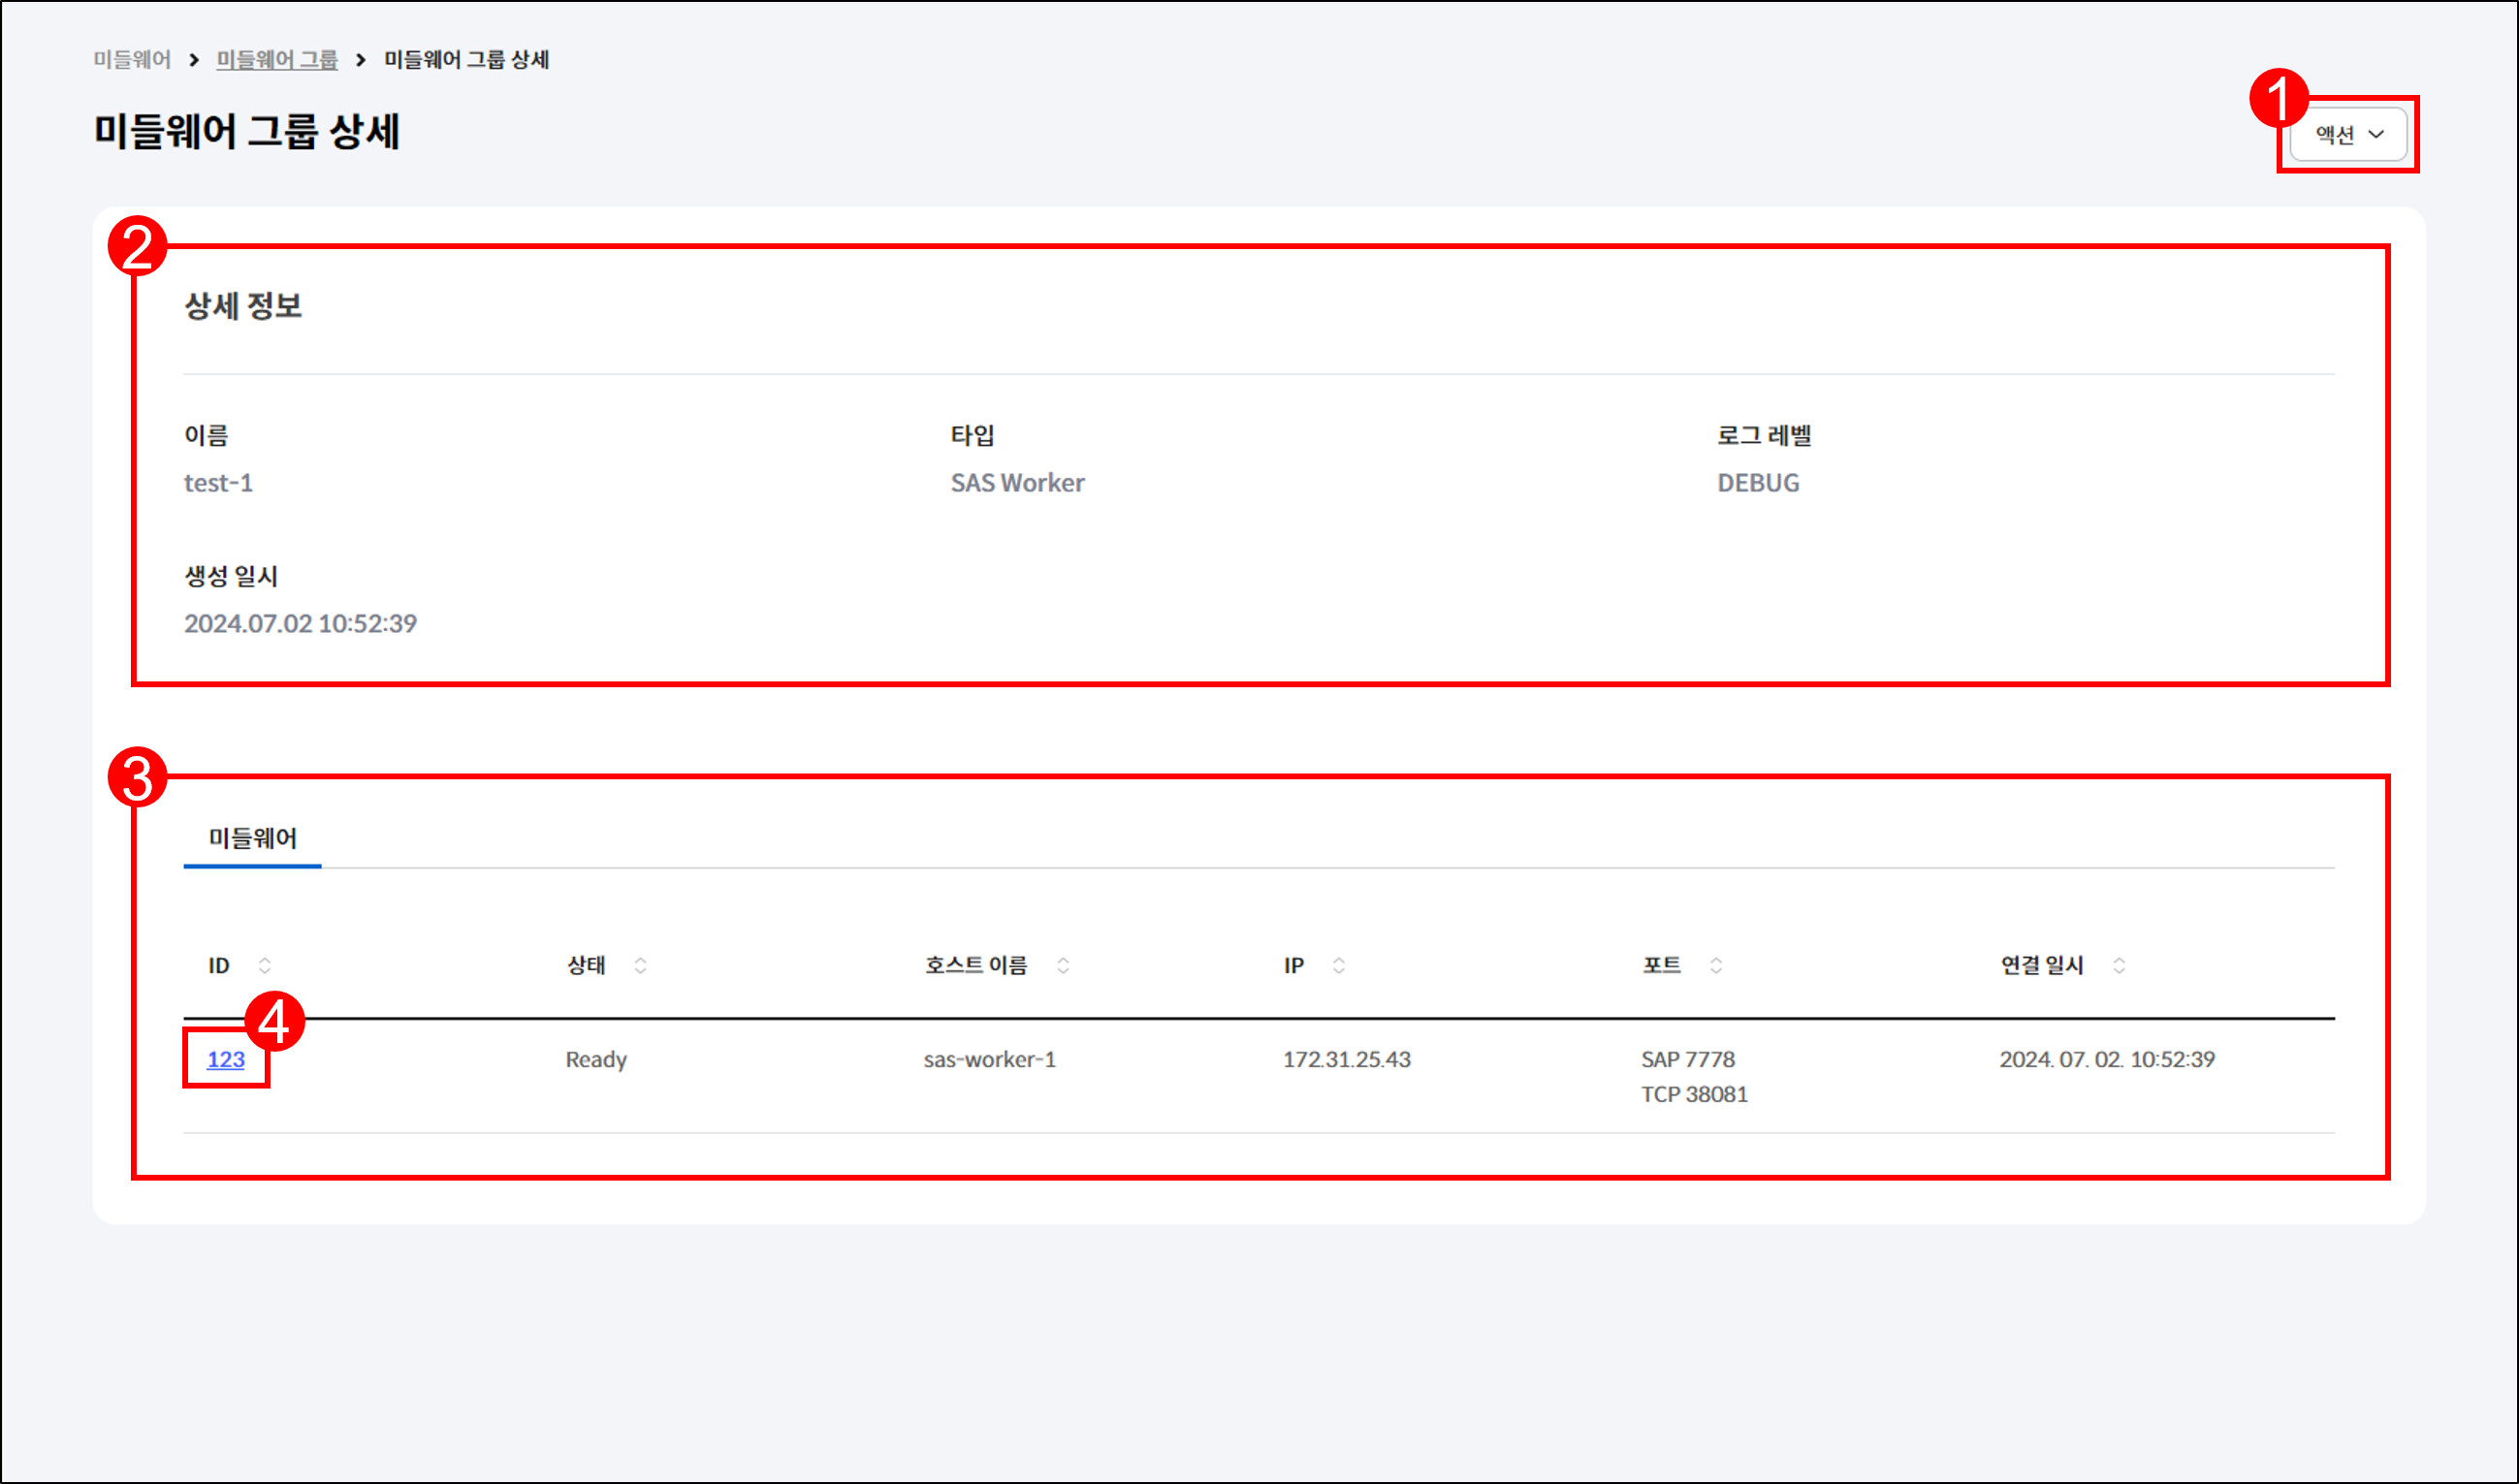 미들웨어 > 미들웨어 그룹 > 미들웨어 그룹 상세
미들웨어 그룹 상세
1
액션
2
상세 정보
이름 타입 로그 레벨
test-1 SAS Worker DEBUG
생성 일시
2024.07.02 10:52:39
3
미들웨어
ID 상태 호스트 이름 IP 포트 연결 일시
4
123 Ready sas-worker-1 172.31.25.43 SAP 7778 2024. 07. 02. 10:52:39
TCP 38081